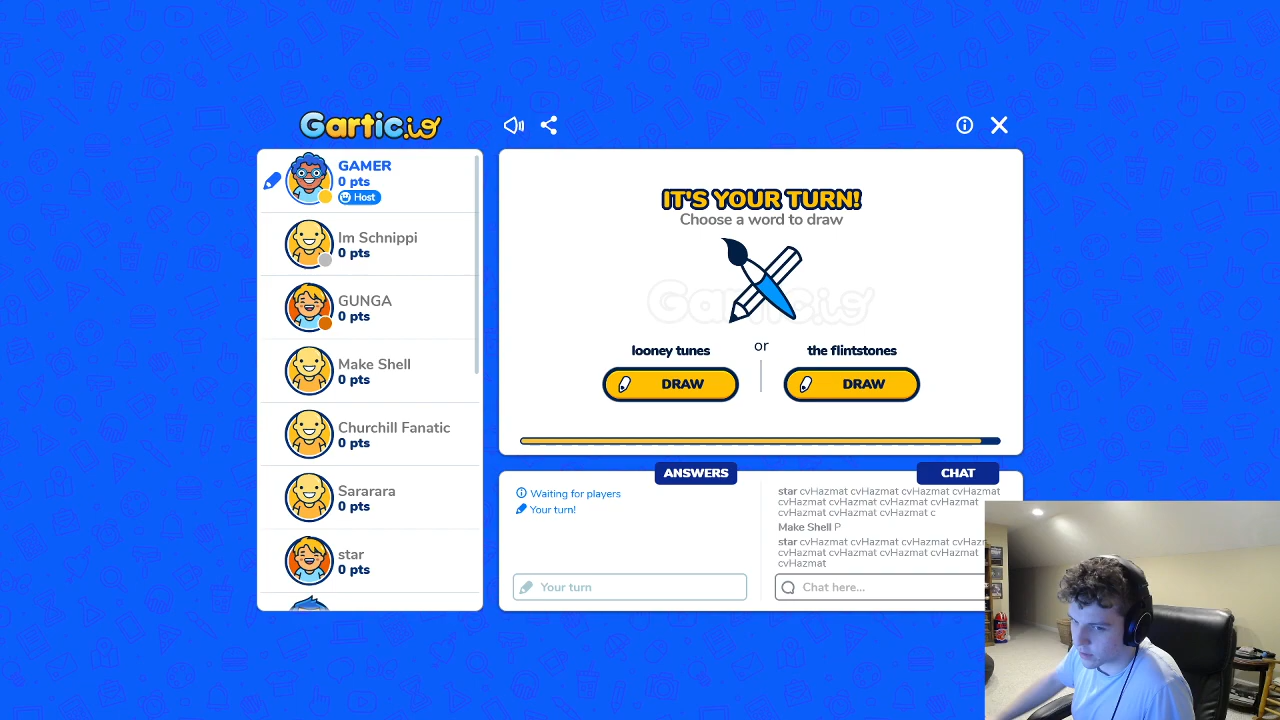 Gartic.io
GAMER
0 pts
Host
Im Schnippi
0 pts
GUNGA
0 pts
Make Shell
0 pts
Churchill Fanatic
0 pts
Sararara
0 pts
star
0 pts
IT'S YOUR TURN!
Choose a word to draw
Gartic.io
looney tunes
or
the flintstones
DRAW
DRAW
ANSWERS
Waiting for players
Your turn!
Your turn
CHAT
star cvHazmat cvHazmat cvHazmat cvHazmat
cvHazmat cvHazmat cvHazmat cvHazmat
cvHazmat cvHazmat cvHazmat c
Make Shell P
star cvHazmat cvHazmat cvHazmat cvHazm
cvHazmat cvHazmat cvHazmat cvHazmat
cvHazmat
Chat here...